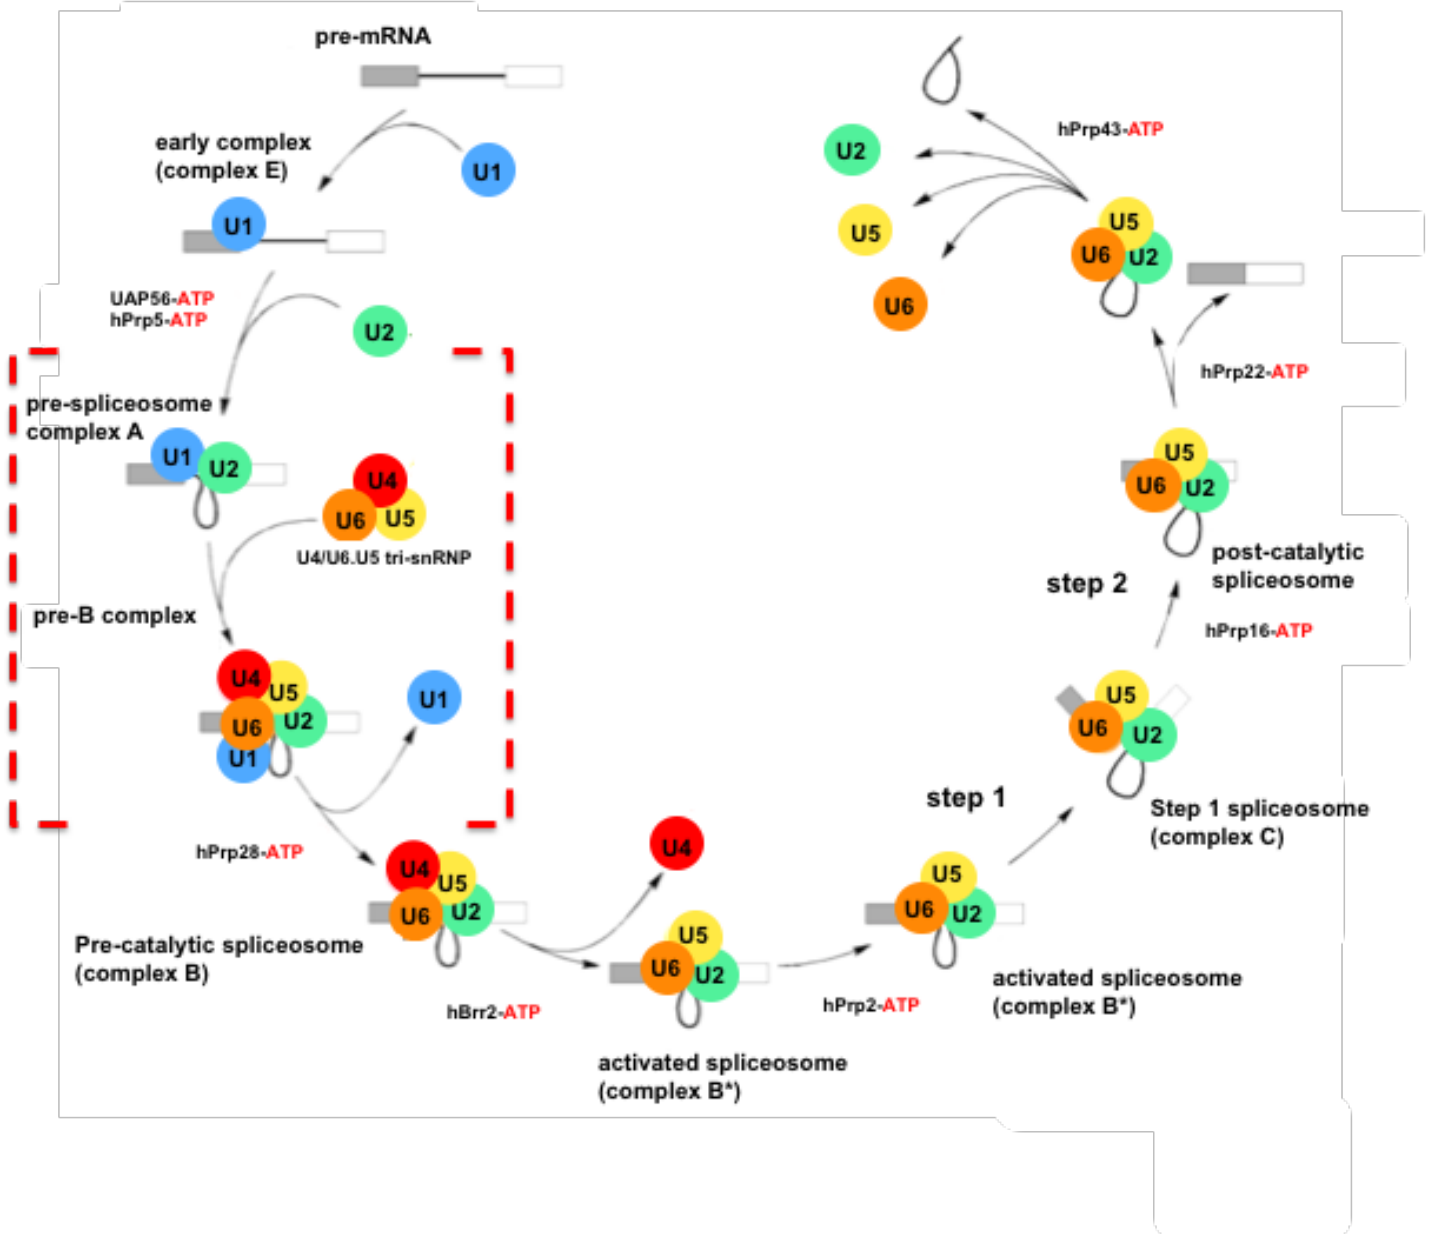 pre-mRNA
early complex
(complex E)
U1
U1
UAP56-ATP
hPrp5-ATP
U2
pre-spliceosome
complex A
U1
U2
U4
U6
U5
U4/U6.U5 tri-snRNP
pre-B complex
U4
U5
U6
U2
U1
U1
hPrp28-ATP
U4
U5
U6
U2
Pre-catalytic spliceosome
(complex B)
U4
hBrr2-ATP
U5
U6
U2
activated spliceosome
(complex B*)
hPrp2-ATP
U5
U6
U2
activated spliceosome
(complex B*)
step 1
U5
U6
U2
Step 1 spliceosome
(complex C)
hPrp16-ATP
step 2
U5
U6
U2
post-catalytic
spliceosome
hPrp22-ATP
U5
U6
U2
hPrp43-ATP
U2
U5
U6